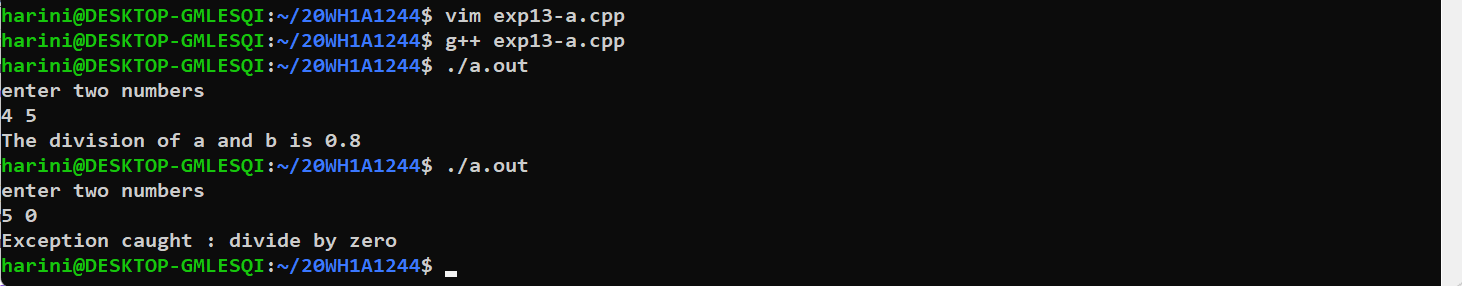 harini@DESKTOP-GMLESQI:~/20WH1A1244$ vim exp13-a.cpp
harini@DESKTOP-GMLESQI:~/20WH1A1244$ g++ exp13-a.cpp
harini@DESKTOP-GMLESQI:~/20WH1A1244$ ./a.out
enter two numbers
4 5
The division of a and b is 0.8
harini@DESKTOP-GMLESQI:~/20WH1A1244$ ./a.out
enter two numbers
5 0
Exception caught : divide by zero
harini@DESKTOP-GMLESQI:~/20WH1A1244$